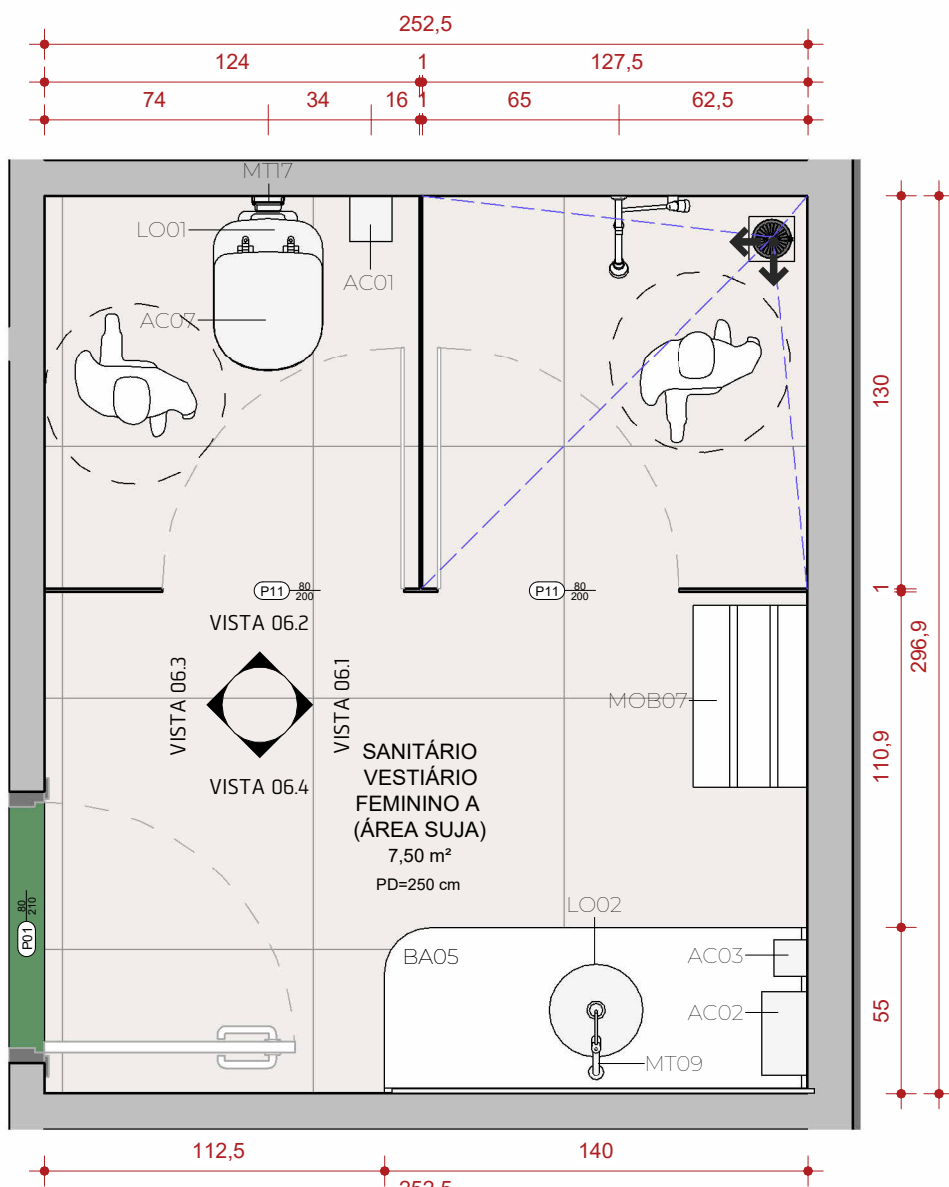 252,5
124 1 127,5
74 34 16 1 65 62,5
MT17
LO01
AC01
AC07
130
P11 80 200
P11 80 200
1
VISTA 06.2
VISTA 06.3
VISTA 06.1
VISTA 06.4
296,9
MOB07
110,9
SANITÁRIO
VESTIÁRIO
FEMININO A
(ÁREA SUJA)
7,50 m²
PD=250 cm
P01 80 210
LO02
BA05
AC03
AC02
55
MT09
112,5 140
252,5